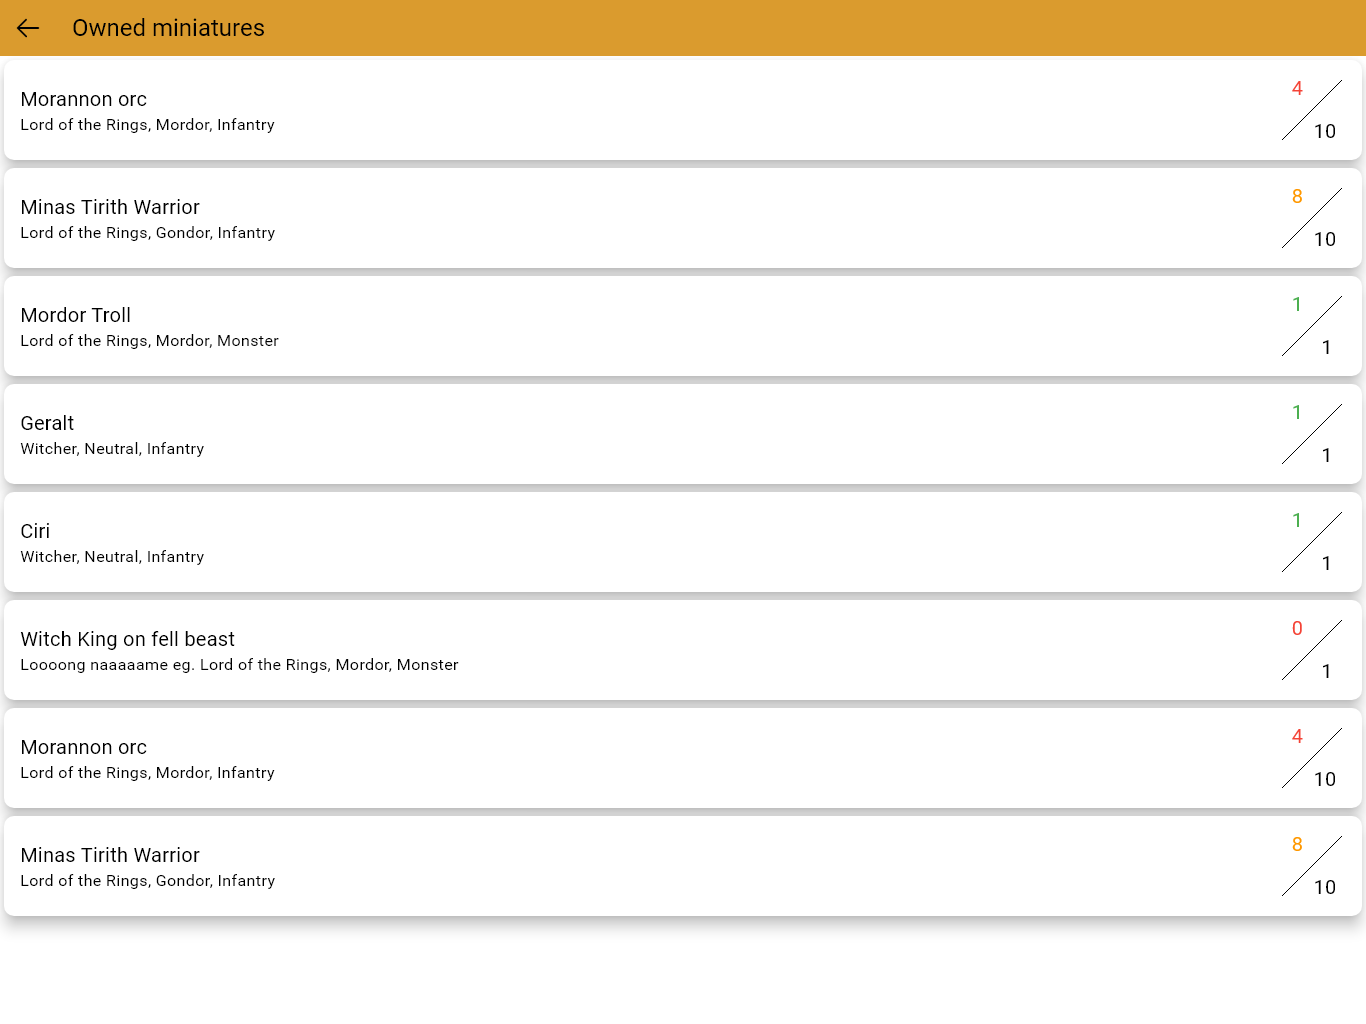 Owned miniatures
Morannon orc
Lord of the Rings, Mordor, Infantry
4
10
Minas Tirith Warrior
Lord of the Rings, Gondor, Infantry
8
10
Mordor Troll
Lord of the Rings, Mordor, Monster
1
1
Geralt
Witcher, Neutral, Infantry
1
1
Ciri
Witcher, Neutral, Infantry
1
1
Witch King on fell beast
Loooong naaaaame eg. Lord of the Rings, Mordor, Monster
0
1
Morannon orc
Lord of the Rings, Mordor, Infantry
4
10
Minas Tirith Warrior
Lord of the Rings, Gondor, Infantry
8
10